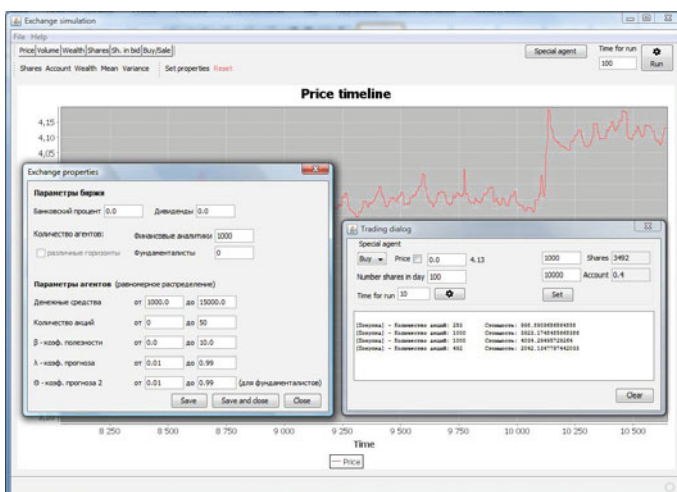 Exchange simulation
File Help
Price Volume Wealth Shares Sh. in bid Buy/Sale
Special agent
Time for run
100
Run
Shares Account Wealth Mean Variance Set properties Reset
Price timeline
4,15
4,10
4,05
Exchange properties
Параметры биржи
Банковский процент 0.0 Дивиденды 0.0
Количество агентов: Финансовые аналитики 1000
различные горизонты Фундаменталисты 0
Параметры агентов (равномерное распределение)
Денежные средства от 1000.0 до 15000.0
Количество акций от 0 до 50
β - коэф. полезности от 0.0 до 10.0
λ - коэф. прогноза от 0.01 до 0.99
Θ - коэф. прогноза 2 от 0.01 до 0.99 (для фундаменталистов)
Save Save and close Close
Trading dialog
Special agent
Buy Price 0.0 4.13 1000 Shares 3492
Number shares in day 100 10000 Account 0.4
Time for run 10 Set
[Покупка] - Количество акций: Стоимость:
[Покупка] - Количество акций: 1000 Стоимость:
[Покупка] - Количество акций: 1000 Стоимость:
[Покупка] - Количество акций: 492 Стоимость:
Clear
8 250 8 500 8 750 9 000 9 250 9 500 9 750 10 000 10 250 10 500
Time
Price